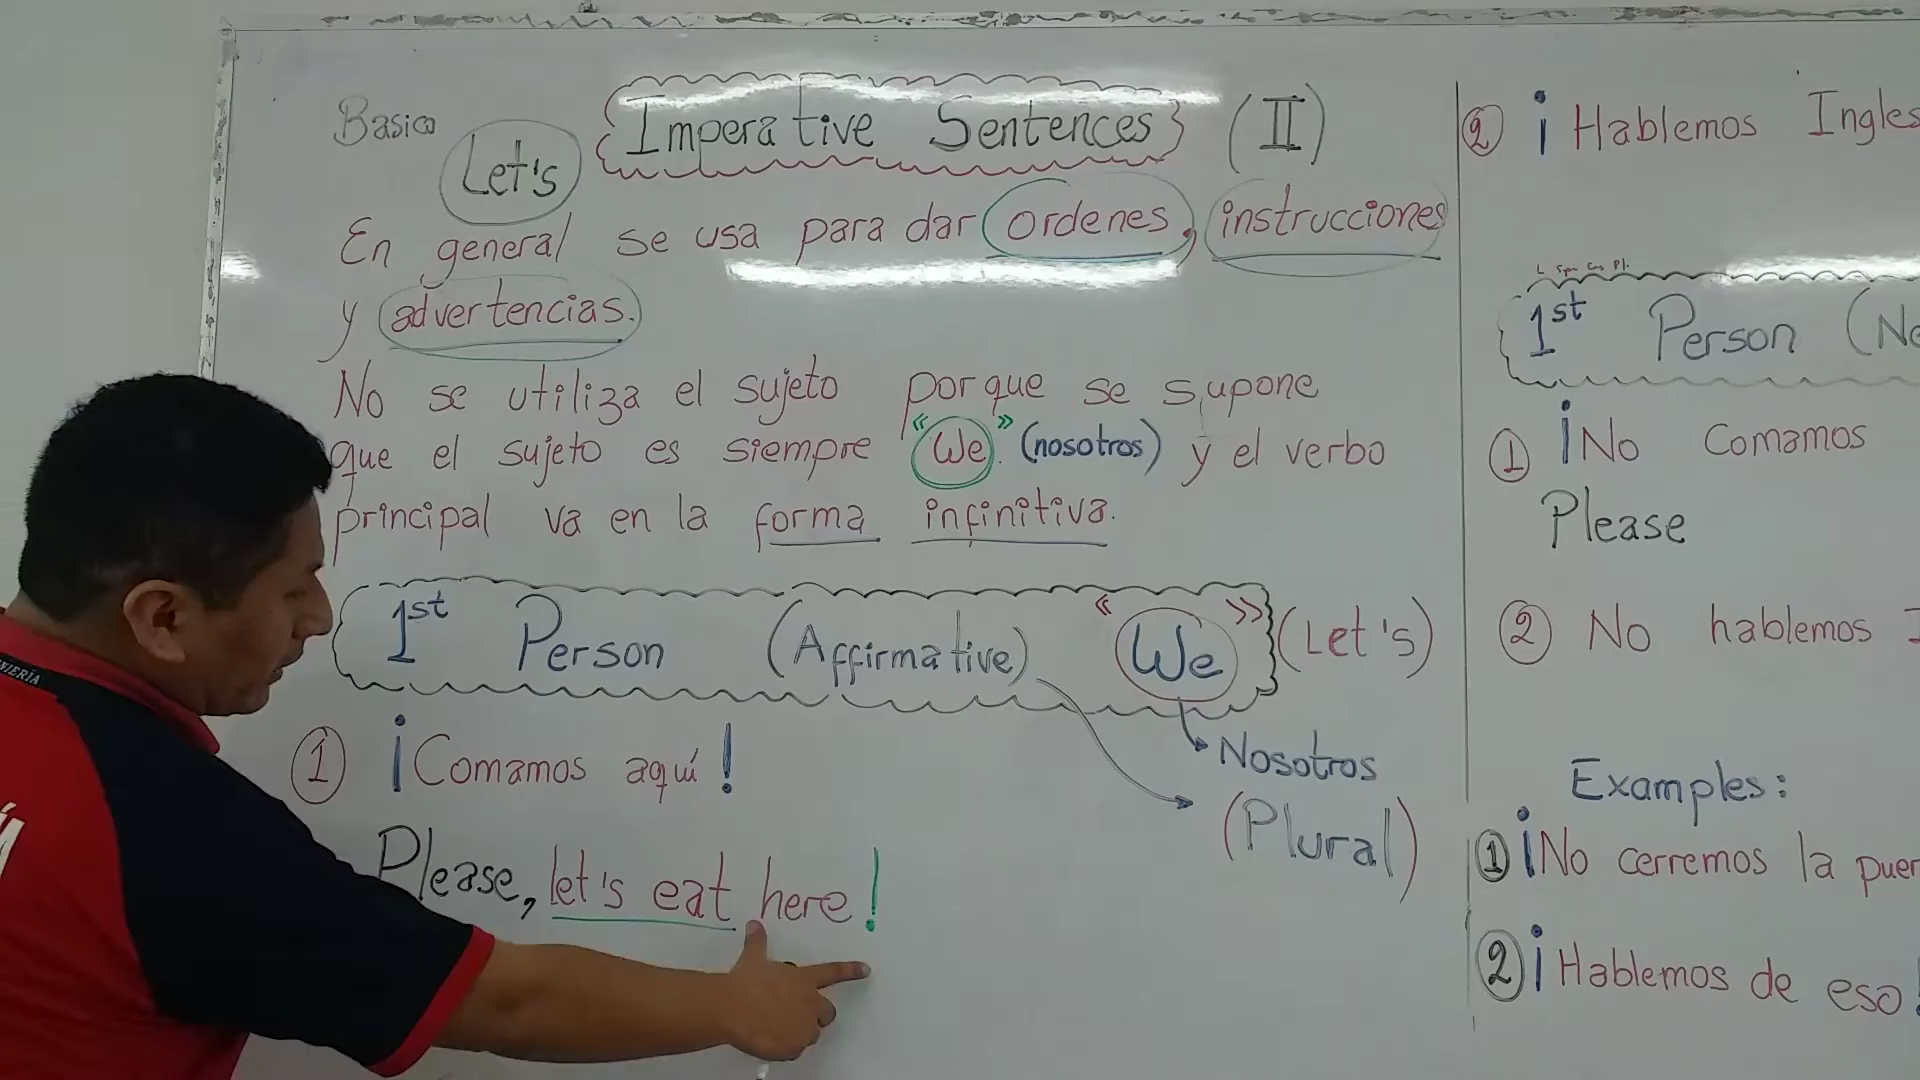 Basico
Let's
Imperative Sentences (II)
En general se usa para dar ordenes, instrucciones
y advertencias.
No se utiliza el sujeto porque se supone
que el sujeto es siempre "We" (nosotros) y el verbo
principal va en la forma infinitiva.
1st Person (Affirmative) «We» (Let's)
Nosotros
(Plural)
① ¡Comamos aquí!
Please, let's eat here!
② ¡Hablemos Ingles
1st Person (Ne
① ¡No Comamos
Please
② No hablemos I
Examples:
① ¡No cerremos la puer
② ¡Hablemos de eso!